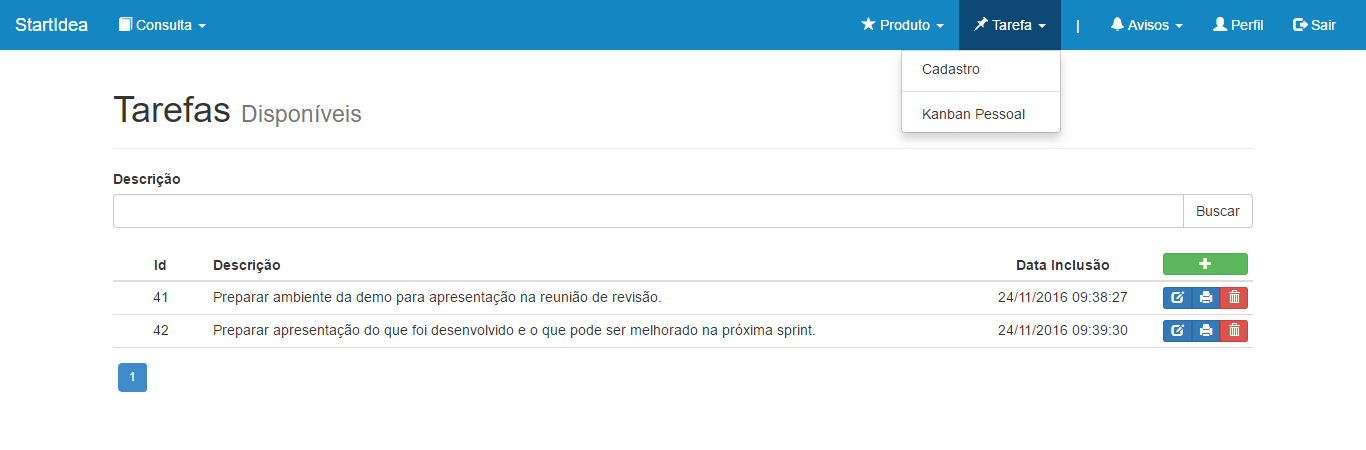 StartIdea Consulta Produto Tarefa | Avisos Perfil Sair
Cadastro
Kanban Pessoal
Tarefas Disponíveis
Descrição
Buscar
Id Descrição Data Inclusão
41 Preparar ambiente da demo para apresentação na reunião de revisão. 24/11/2016 09:38:27
42 Preparar apresentação do que foi desenvolvido e o que pode ser melhorado na próxima sprint. 24/11/2016 09:39:30
1